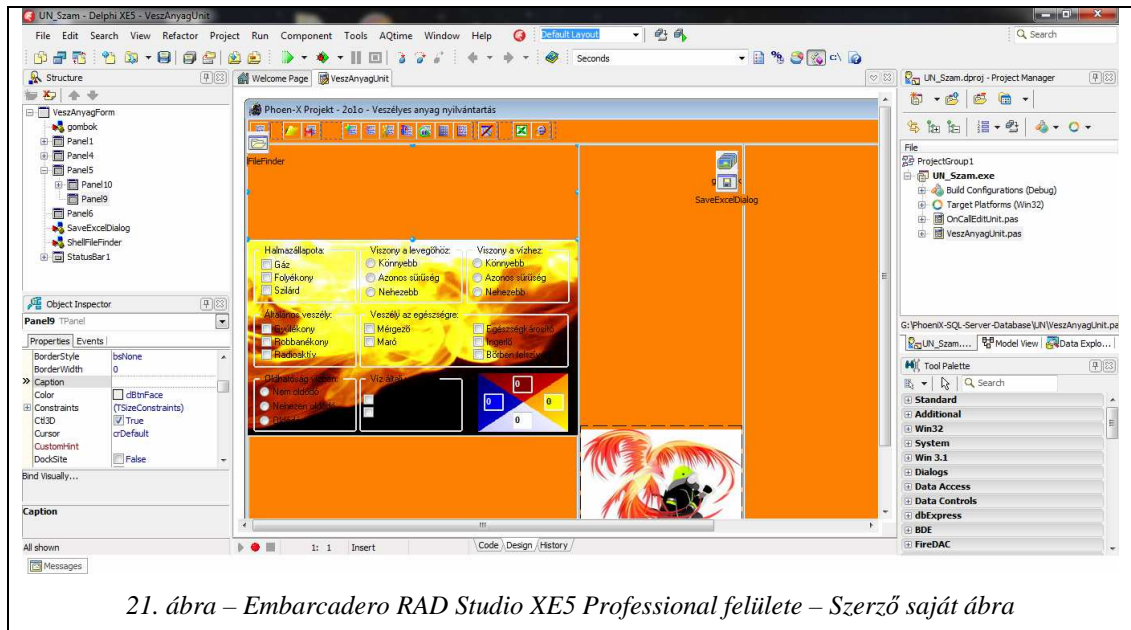 UN_Szam - Delphi XE5 - VeszAnyagUnit
File Edit Search View Refactor Project Run Component Tools AQtime Window Help
Default Layout
Search
Seconds
Structure
VeszAnyagForm
gombok
Panel1
Panel4
Panel5
Panel10
Panel9
Panel6
SaveExcelDialog
ShellFileFinder
StatusBar1
Object Inspector
Panel9 TPanel
Properties Events
BorderStyle bsNone
BorderWidth 0
Caption
Color clBtnFace
Constraints (TSizeConstraints)
Ctl3D True
Cursor crDefault
CustomHint
DockSite False
Bind Visually...
Caption
All shown
Messages
Welcome Page VeszAnyagUnit
Phoen-X Projekt - 2o1o - Veszélyes anyag nyilvántartás
FileFinder
SaveExcelDialog
Halmazállapota:
Gáz
Folyékony
Szilárd
Viszony a levegőhöz:
Könnyebb
Azonos sűrűség
Nehezebb
Viszony a vízhez:
Könnyebb
Azonos sűrűség
Nehezebb
Általános veszély:
Gyúlékony
Robbanékony
Radioaktív
Veszély az egészségre:
Mérgező
Maró
Egészségkárosító
Ingerlő
Oldhatóság vízben:
Nem oldódó
Nehezen
0
0
0
0
1: 1 Insert
Code Design History
UN_Szam.dproj - Project Manager
File
ProjectGroup1
UN_Szam.exe
Build Configurations (Debug)
Target Platforms (Win32)
OnCallEditUnit.pas
VeszAnyagUnit.pas
G:\PhoeniX-SQL-Server-Database\UN\VeszAnyagUnit.pa
UN_Szam.... Model View Data Explo...
Tool Palette
Search
Standard
Additional
Win32
System
Win 3.1
Dialogs
Data Access
Data Controls
dbExpress
BDE
FireDAC
21. ábra – Embarcadero RAD Studio XE5 Professional felülete – Szerző saját ábra